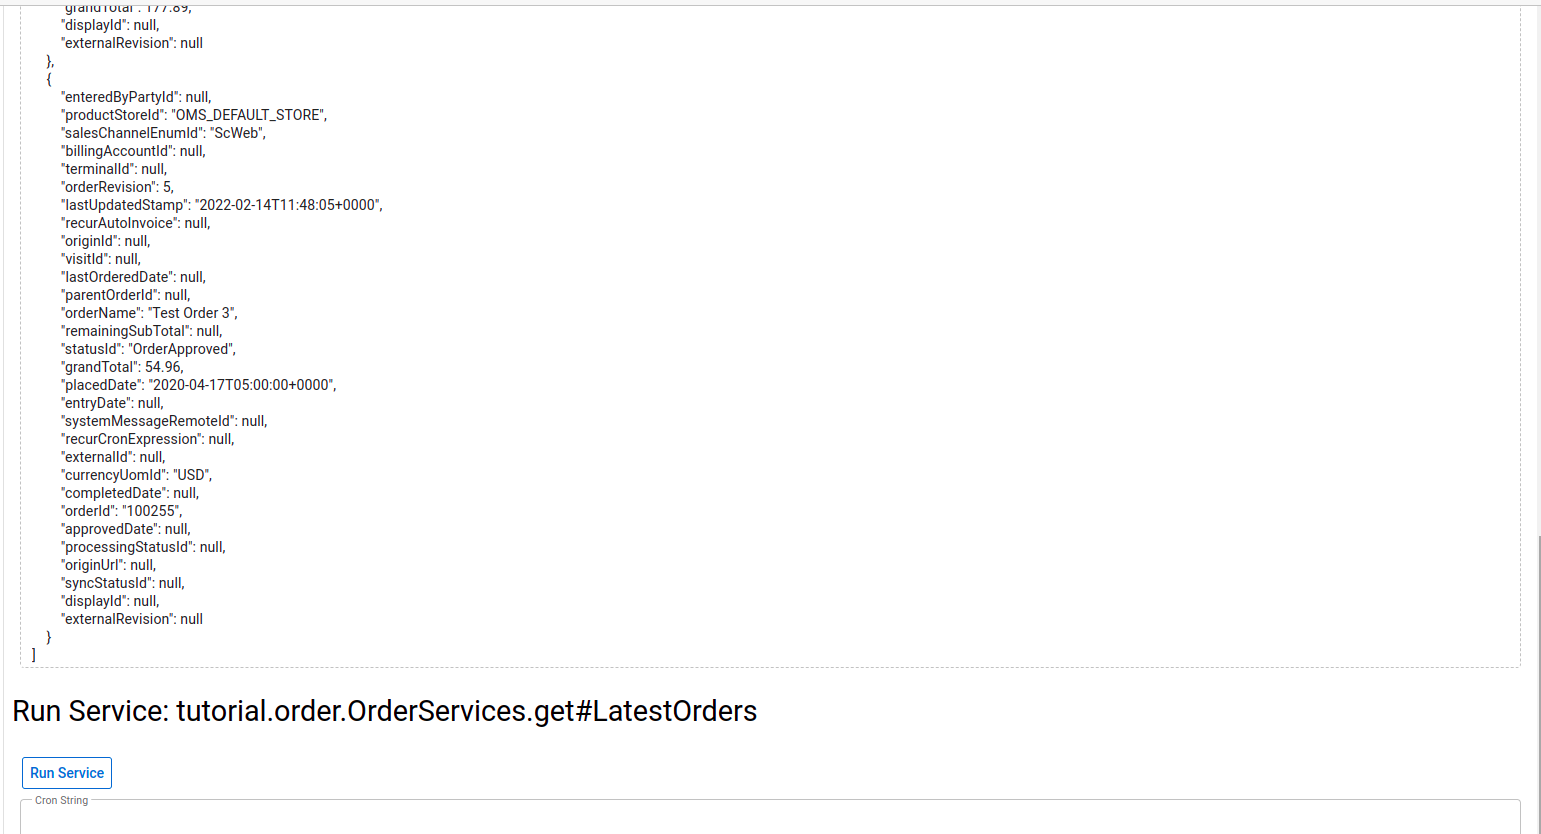 "grandTotal": 177.89,
"displayId": null,
"externalRevision": null
},
{
"enteredByPartyId": null,
"productStoreId": "OMS_DEFAULT_STORE",
"salesChannelEnumId": "ScWeb",
"billingAccountId": null,
"terminalId": null,
"orderRevision": 5,
"lastUpdatedStamp": "2022-02-14T11:48:05+0000",
"recurAutoInvoice": null,
"originId": null,
"visitId": null,
"lastOrderedDate": null,
"parentOrderId": null,
"orderName": "Test Order 3",
"remainingSubTotal": null,
"statusId": "OrderApproved",
"grandTotal": 54.96,
"placedDate": "2020-04-17T05:00:00+0000",
"entryDate": null,
"systemMessageRemoteId": null,
"recurCronExpression": null,
"externalId": null,
"currencyUomId": "USD",
"completedDate": null,
"orderId": "100255",
"approvedDate": null,
"processingStatusId": null,
"originUrl": null,
"syncStatusId": null,
"displayId": null,
"externalRevision": null
}
]
Run Service: tutorial.order.OrderServices.get#LatestOrders
Run Service
Cron String